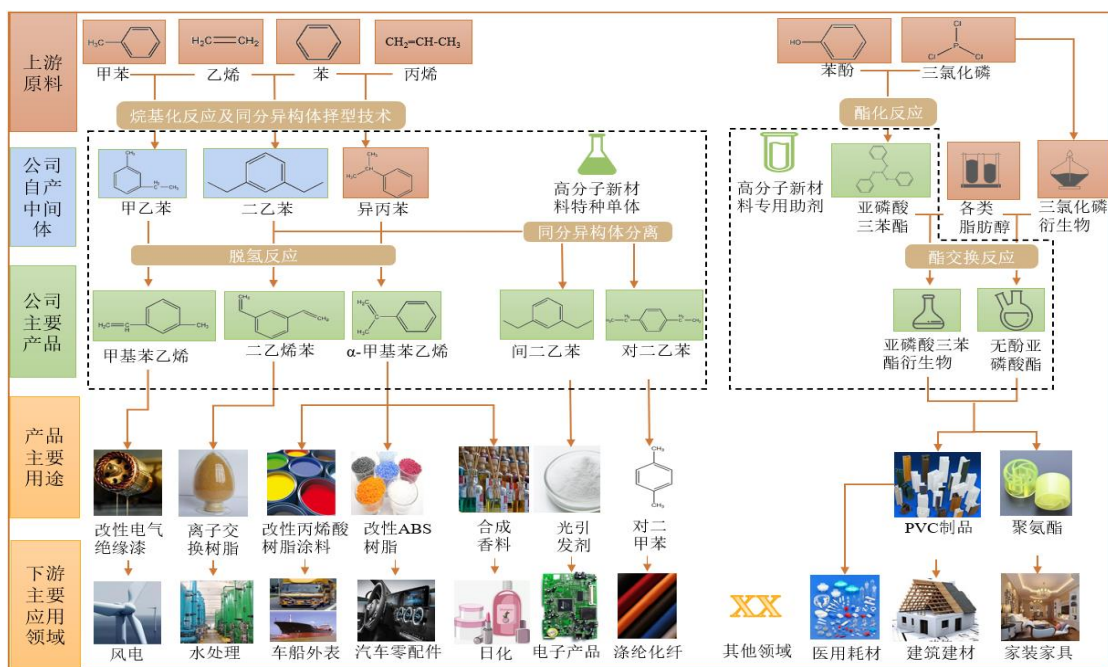 上游
原料
H₃C
甲苯
H₂C
CH₂
乙烯
苯
CH₂=CH-CH₃
丙烯
HO
苯酚
Cl
P
Cl
Cl
三氯化磷
烷基化反应及同分异构体择型技术
酯化反应
公司
自产
中间体
甲乙苯
二乙苯
异丙苯
高分子新材
料特种单体
高分子新材
料专用助剂
亚磷酸
三苯酯
各类
脂肪醇
三氯化磷
衍生物
脱氢反应
同分异构体分离
酯交换反应
公司
主要
产品
甲基苯乙烯
二乙烯苯
α-甲基苯乙烯
间二乙苯
对二乙苯
亚磷酸三苯
酯衍生物
无酚亚
磷酸酯
产品
主要
用途
CH₃
CH₃
改性电气
绝缘漆
离子交
换树脂
改性丙烯酸
树脂涂料
改性ABS
树脂
合成
香料
光引
发剂
对二
甲苯
PVC制品
聚氨酯
下游
主要
应用
领域
XX
风电
水处理
车船外表
汽车零配件
日化
电子产品
涤纶化纤
其他领域
医用耗材
建筑建材
家装家具